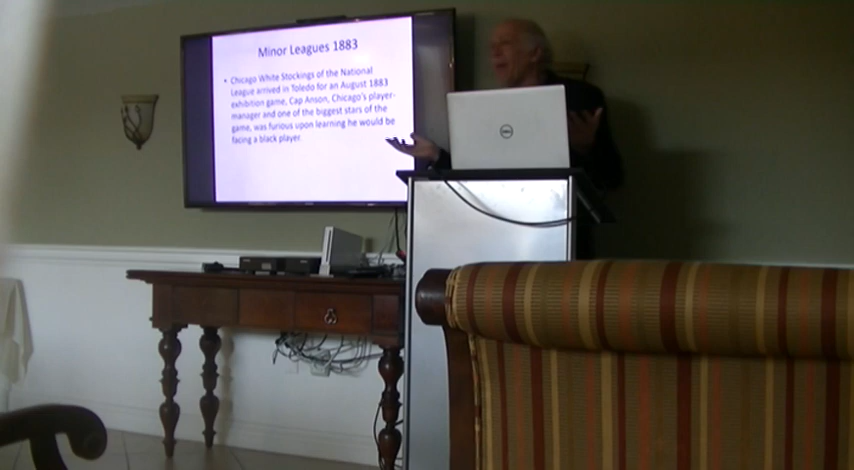 Minor Leagues 1883
• Chicago White Stockings of the National
League arrived in Toledo for an August 1883
exhibition game, Cap Anson, Chicago's player-
manager and one of the biggest stars of the
game, was furious upon learning he would be
facing a black player.
DELL